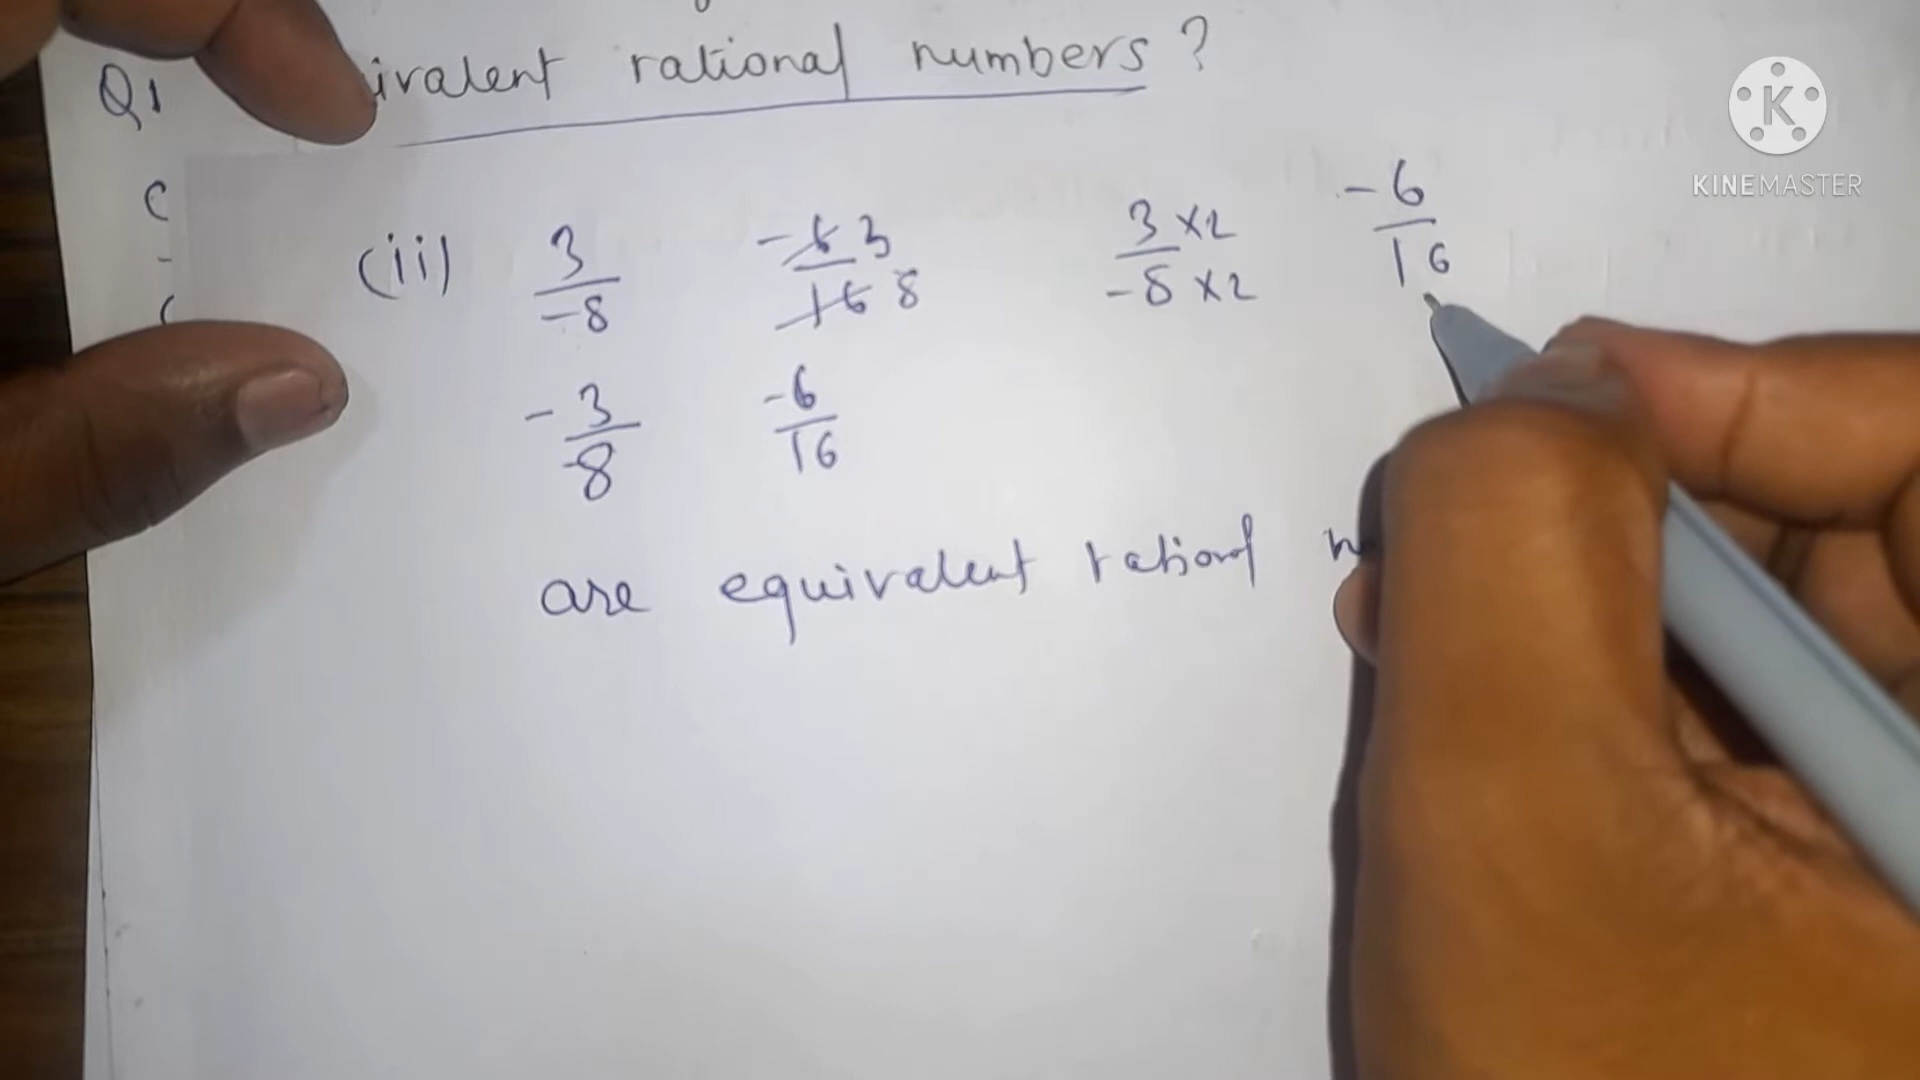 Q1 ivalent rational numbers ?
(ii) 3/-8 -6/16 3 8 3 ×2/-8 ×2 -6/16
-3/8 -6/16
are equivalent rational
KINEMASTER